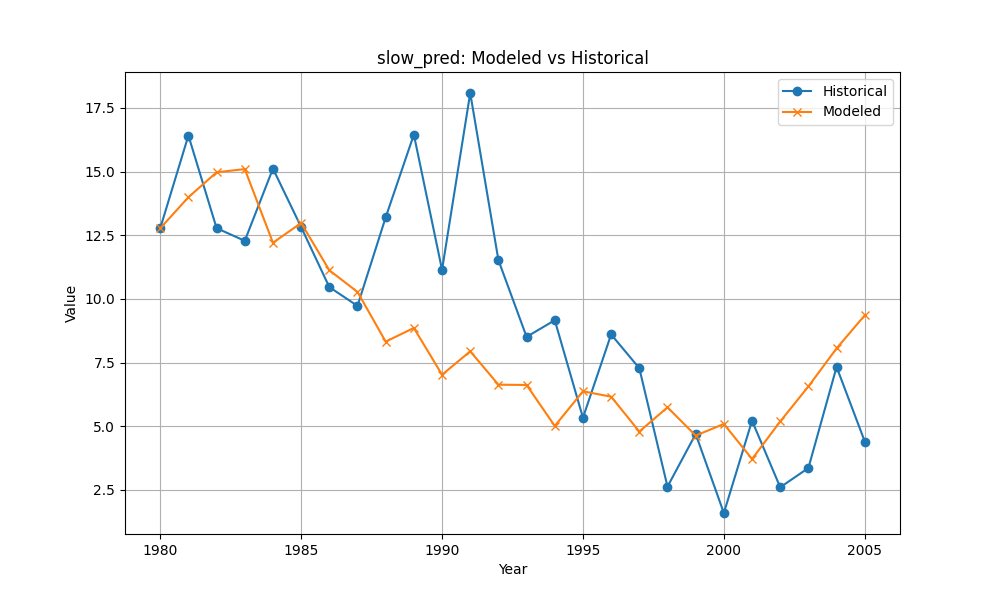 slow_pred: Modeled vs Historical
Historical
Modeled
Value
17.5
15.0
12.5
10.0
7.5
5.0
2.5
1980 1985 1990 1995 2000 2005
Year